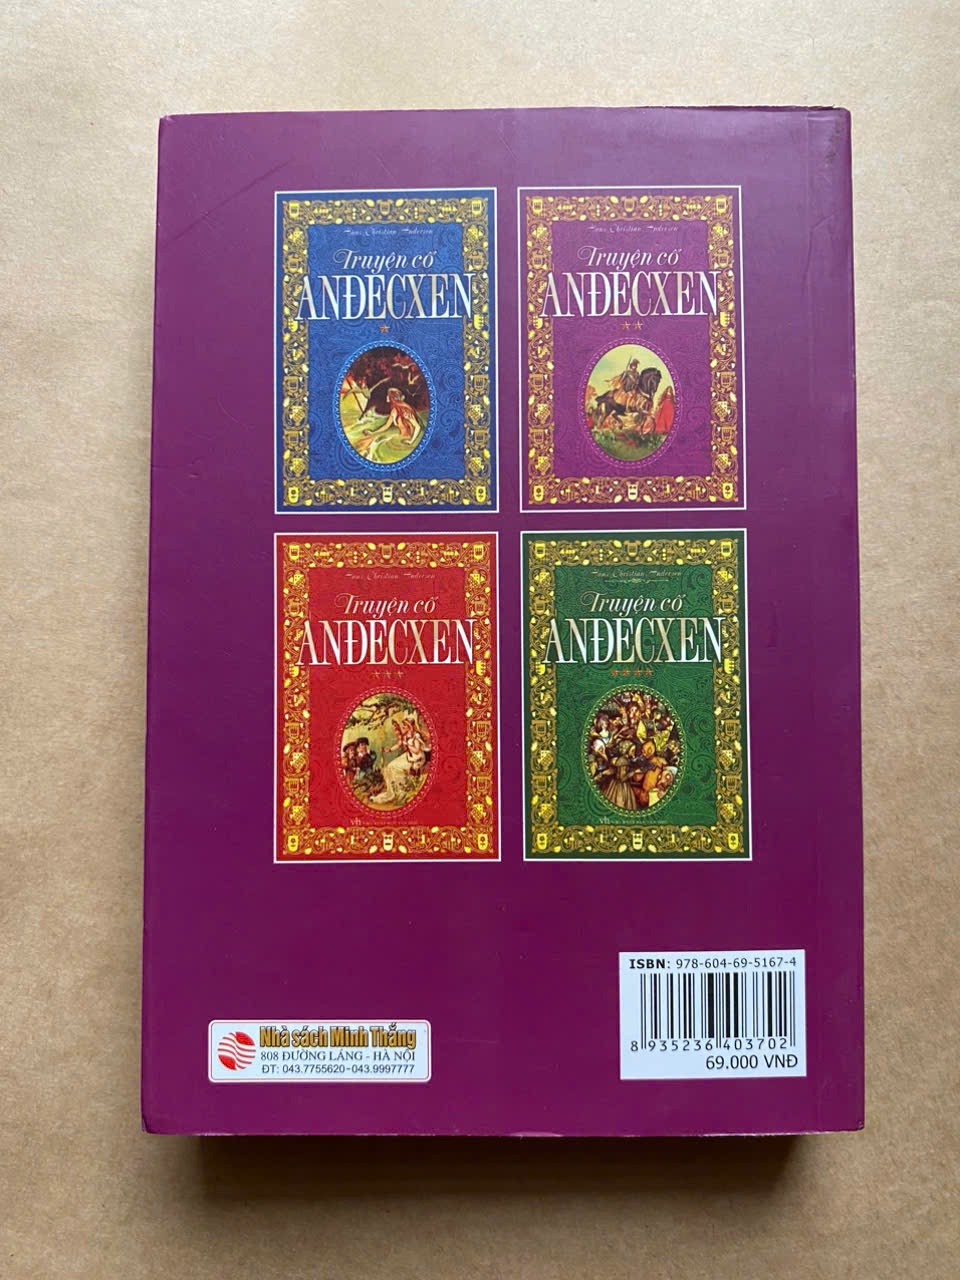 Hans Christian Andersen
Truyện cổ
ANĐECXEN
Hans Christian Andersen
Truyện cổ
ANĐECXEN
Hans Christian Andersen
Truyện cổ
ANĐECXEN
Hans Christian Andersen
Truyện cổ
ANĐECXEN
Nhà sách Minh Thắng
808 ĐƯỜNG LÁNG - HÀ NỘI
ĐT: 043.7755620-043.9997777
ISBN: 978-604-69-5167-4
8 935236 403702
69.000 VNĐ